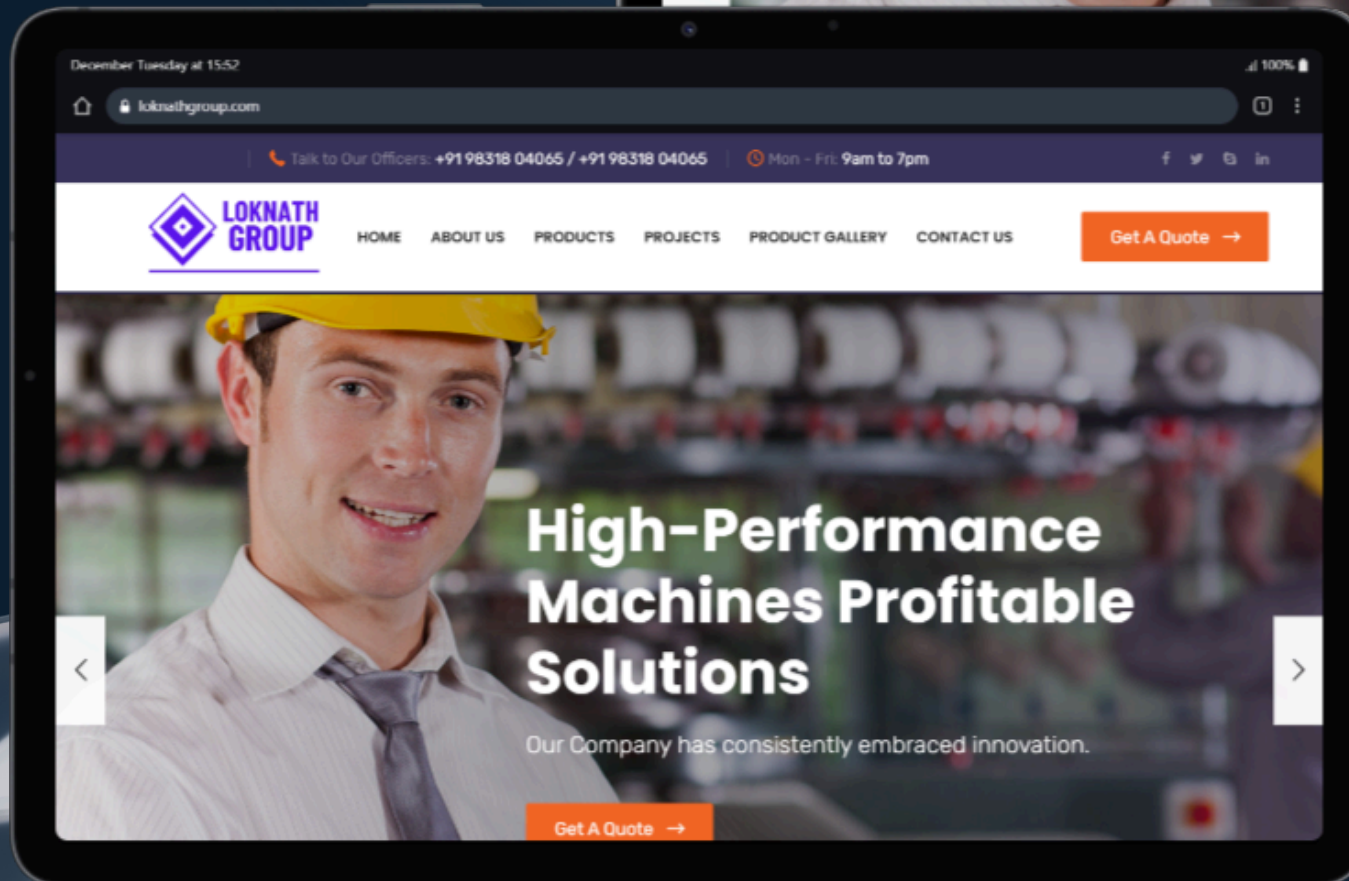 December Tuesday at 15:52
100%
loknathgroup.com
1
Talk to Our Officers: +91 98318 04065 / +91 98318 04065 Mon - Fri: 9am to 7pm
LOKNATH
GROUP
HOME ABOUT US PRODUCTS PROJECTS PRODUCT GALLERY CONTACT US
Get A Quote →
High-Performance
Machines Profitable
Solutions
Our Company has consistently embraced innovation.
Get A Quote →